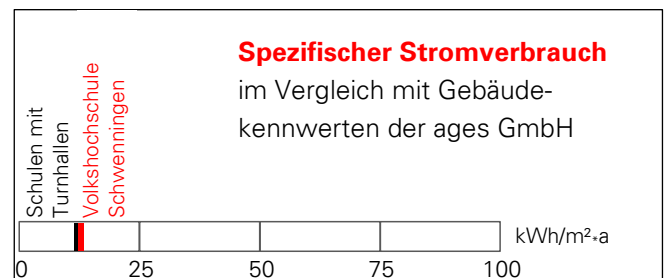 Spezifischer Stromverbrauch
im Vergleich mit Gebäude-
kennwerten der ages GmbH
Schulen mit
Turnhallen
Volkshochschule
Schwenningen
kWh/m²*a
0 25 50 75 100